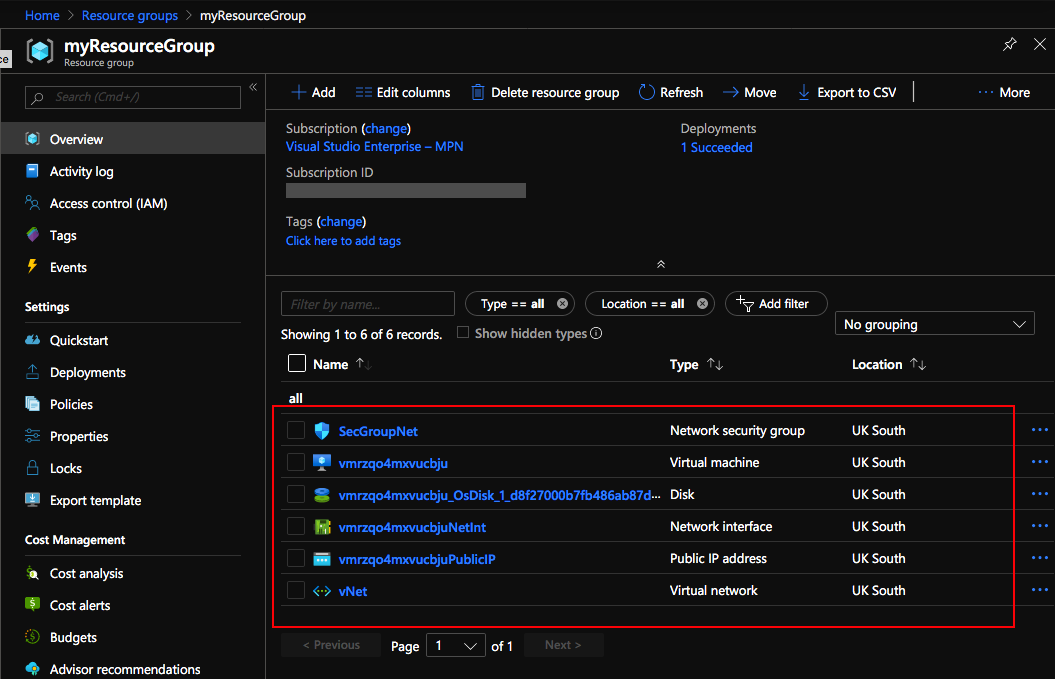 Home > Resource groups > myResourceGroup
ce
myResourceGroup
Resource group
Search (Cmd+/)
«
Overview
Activity log
Access control (IAM)
Tags
Events
Settings
Quickstart
Deployments
Policies
Properties
Locks
Export template
Cost Management
Cost analysis
Cost alerts
Budgets
Advisor recommendations
Add Edit columns Delete resource group Refresh Move Export to CSV ··· More
Subscription (change)
Visual Studio Enterprise – MPN
Subscription ID
Tags (change)
Click here to add tags
Deployments
1 Succeeded
Filter by name... Type == all Location == all Add filter
Showing 1 to 6 of 6 records. Show hidden types No grouping
Name ↑↓ Type ↑↓ Location ↑↓
all
SecGroupNet Network security group UK South ···
vmrzqo4mxvucbju Virtual machine UK South ···
vmrzqo4mxvucbju_OsDisk_1_d8f27000b7fb486ab87d... Disk UK South ···
vmrzqo4mxvucbjuNetInt Network interface UK South ···
vmrzqo4mxvucbjuPublicIP Public IP address UK South ···
vNet Virtual network UK South ···
< Previous Page 1 of 1 Next >